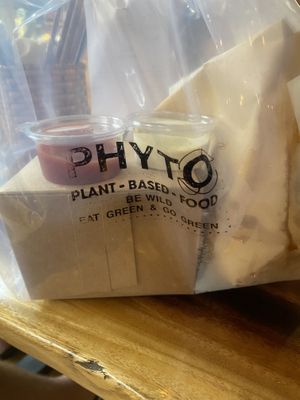 PHYTO
PLANT-BASED-FOOD
BE WILD
EAT GREEN & GO GREEN